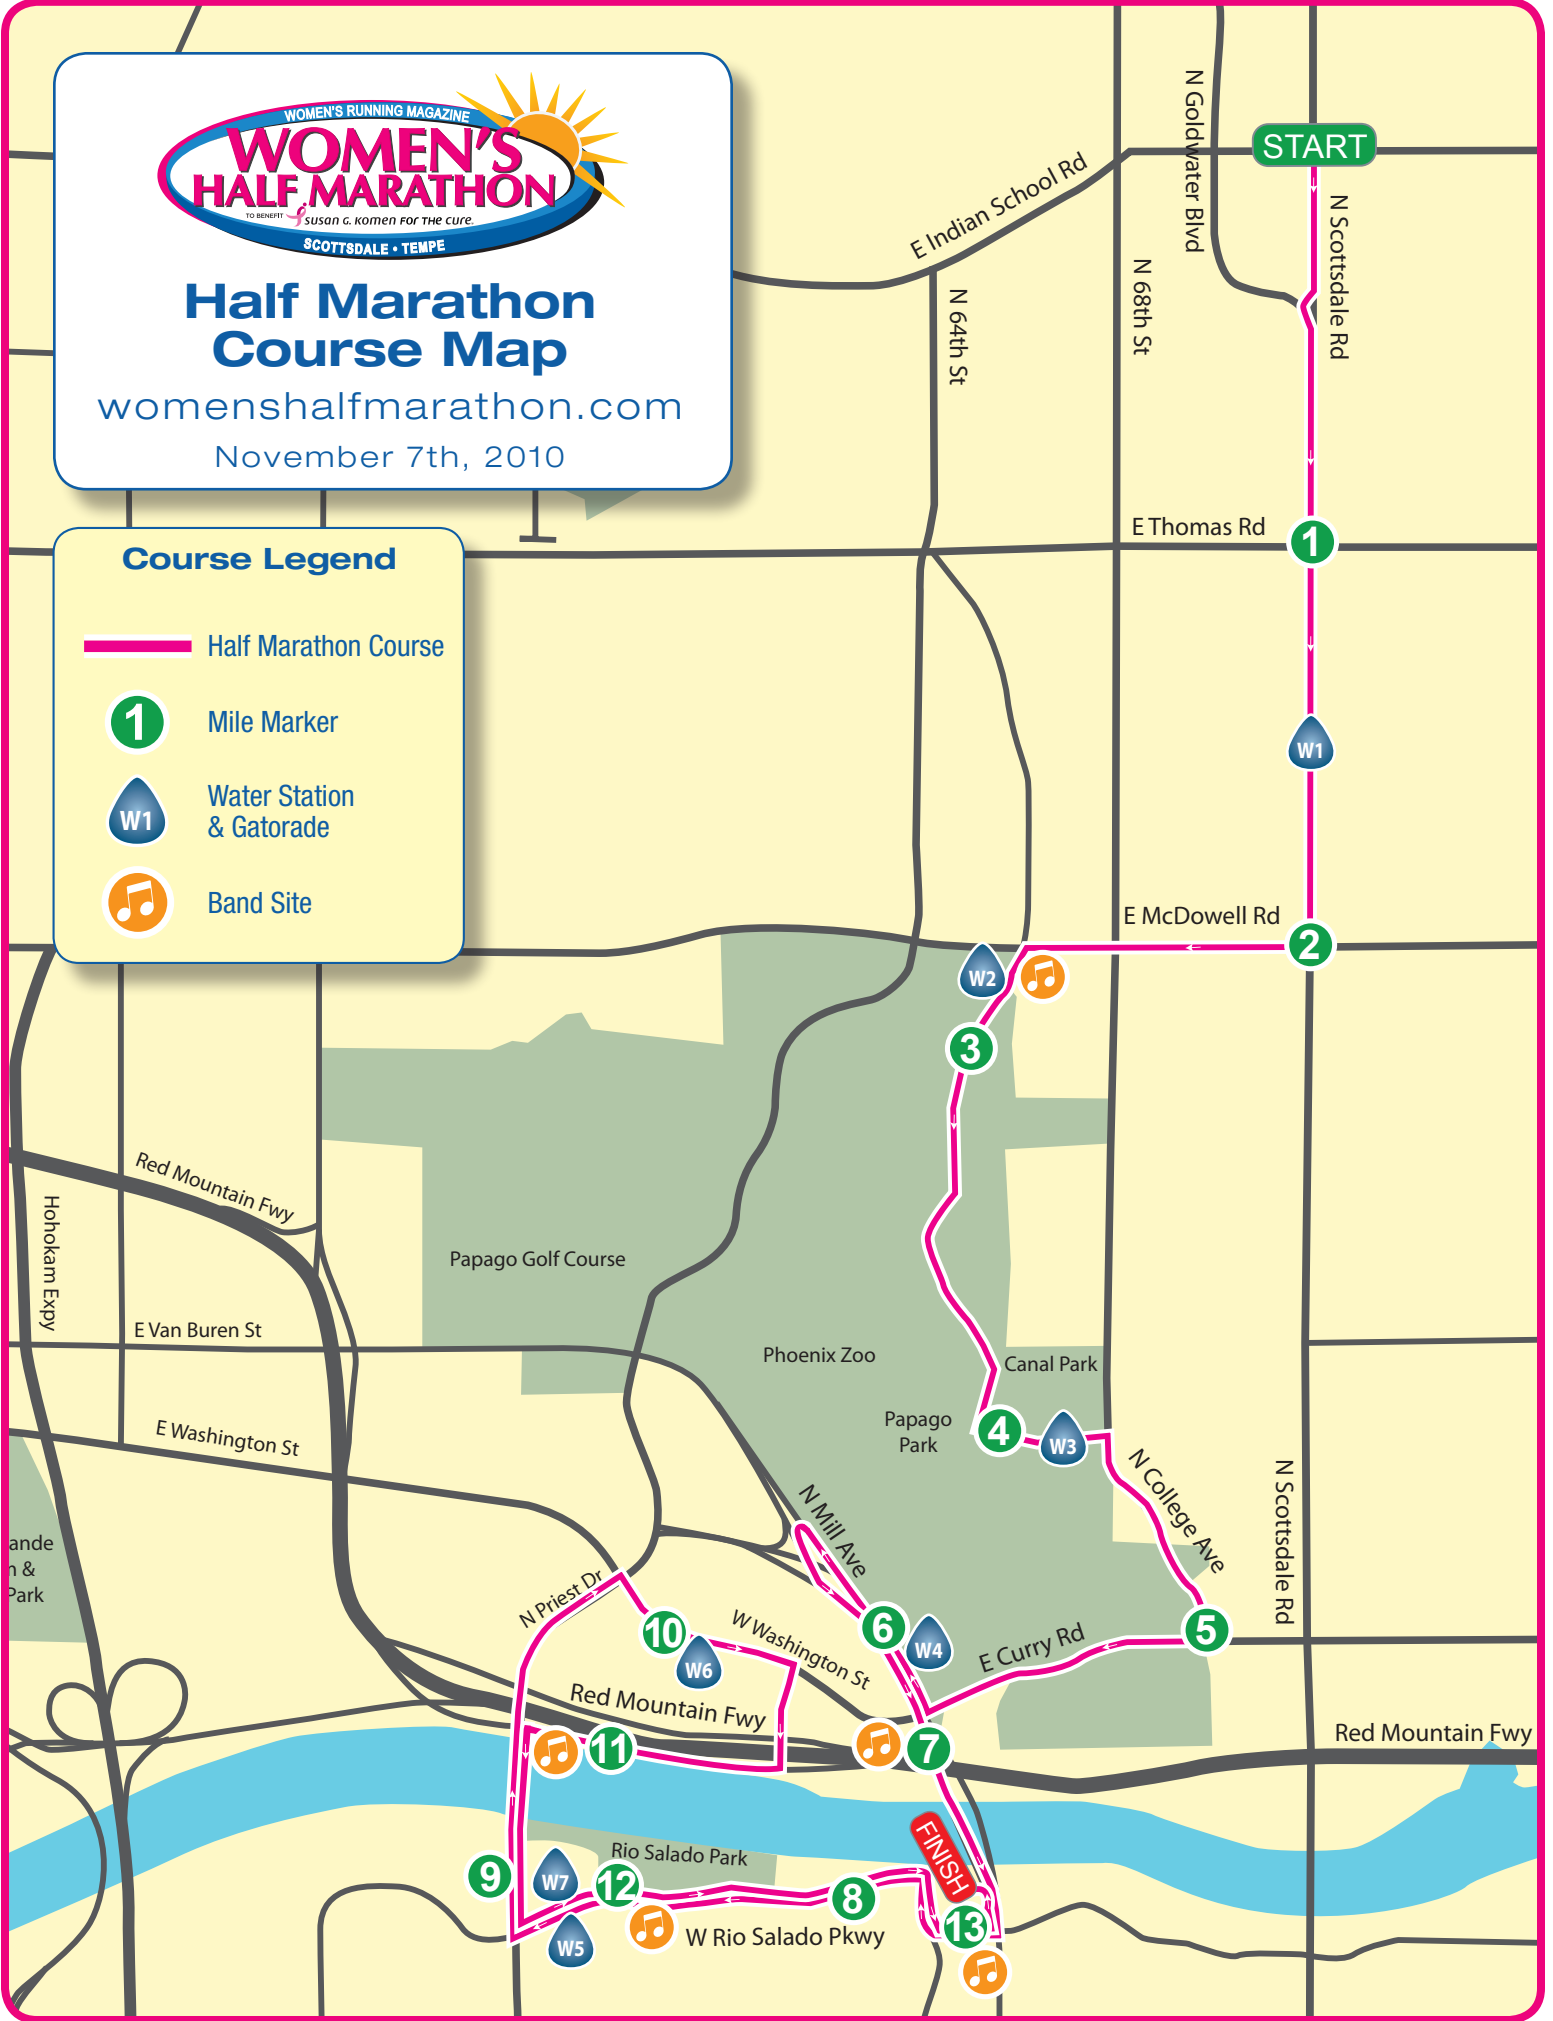 WOMEN'S RUNNING MAGAZINE
WOMEN'S
HALF MARATHON
TO BENEFIT
susan G. Komen FOR THE cure.
SCOTTSDALE • TEMPE
Half Marathon
Course Map
womenshalfmarathon.com
November 7th, 2010
Course Legend
Half Marathon Course
1
Mile Marker
W1
Water Station
& Gatorade
Band Site
START
N Goldwater Blvd
N Scottsdale Rd
E Indian School Rd
N 68th St
N 64th St
E Thomas Rd
1
W1
E McDowell Rd
2
W2
3
Red Mountain Fwy
Hohokam Expy
Papago Golf Course
E Van Buren St
Phoenix Zoo
Canal Park
Papago
Park
4
W3
E Washington St
N College Ave
N Scottsdale Rd
N Mill Ave
ande
n &
Park
N Priest Dr
10
W6
W Washington St
6
W4
E Curry Rd
5
Red Mountain Fwy
11
7
Red Mountain Fwy
FINISH
Rio Salado Park
9
W7
12
8
13
W5
W Rio Salado Pkwy